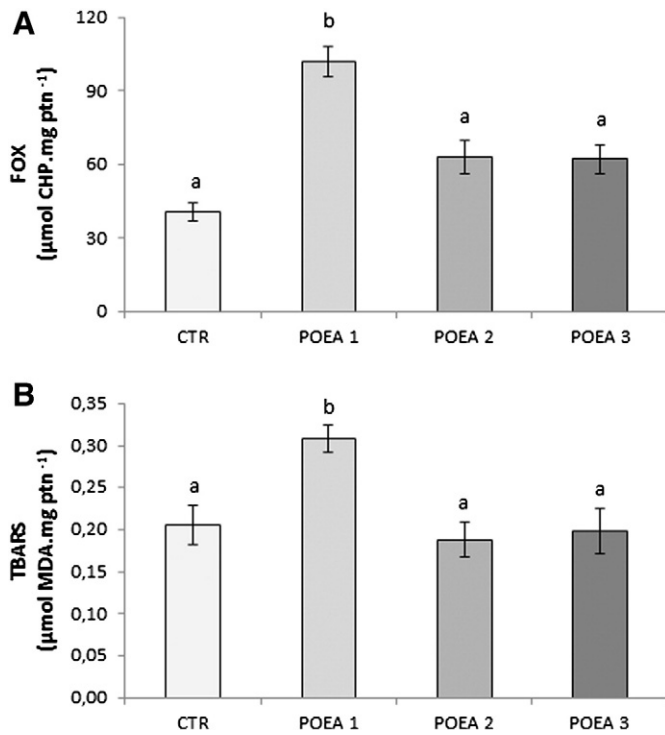 A
FOX
(µmol CHP.mg ptn ⁻¹)
120
90
60
30
0
a
b
a
a
CTR
POEA 1
POEA 2
POEA 3
B
TBARS
(µmol MDA.mg ptn ⁻¹)
0,35
0,30
0,25
0,20
0,15
0,10
0,05
0,00
a
b
a
a
CTR
POEA 1
POEA 2
POEA 3